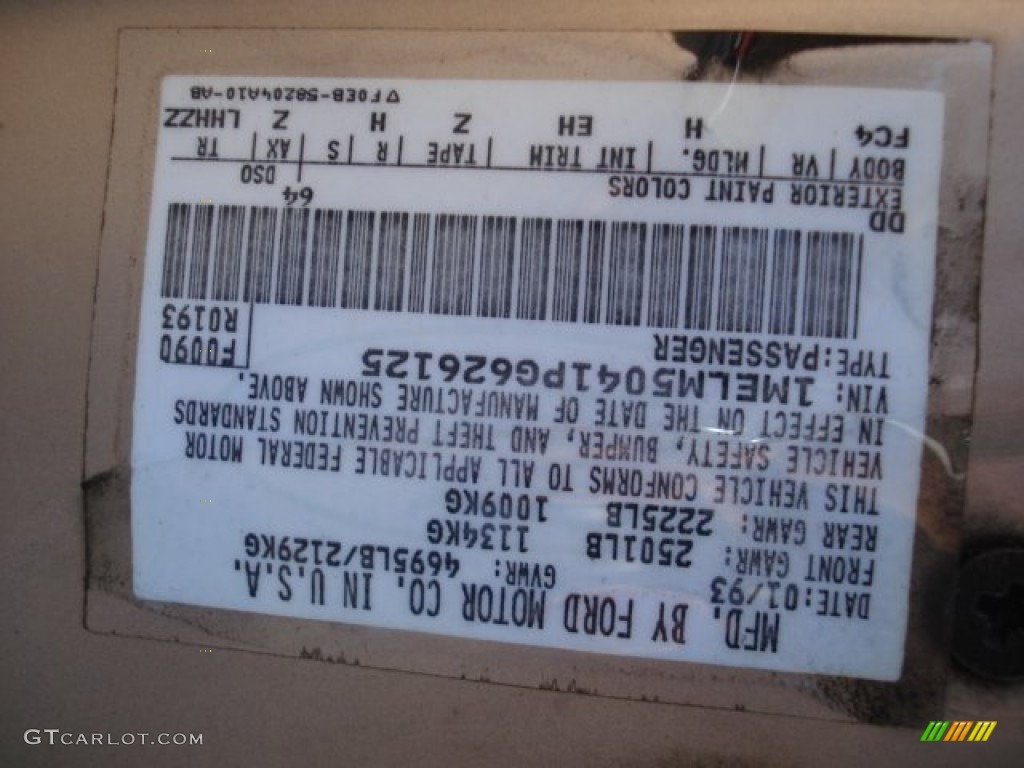 MFD. BY FORD MOTOR CO. IN U.S.A.
DATE: 01/93 GVWR: 4695LB/2129KG
FRONT GAWR: 2501LB 1134KG
REAR GAWR: 2225LB 1009KG
THIS VEHICLE CONFORMS TO ALL APPLICABLE FEDERAL MOTOR
VEHICLE SAFETY, BUMPER, AND THEFT PREVENTION STANDARDS
IN EFFECT ON THE DATE OF MANUFACTURE SHOWN ABOVE.
VIN: 1MELM5041PG626125 F0090
TYPE: PASSENGER R0193
DD 64
EXTERIOR PAINT COLORS DSO
BODY | VR | MLDG. | INT TRIM | TAPE | R | S | AX | TR
FC4 H EH Z H Z LHHZZ
▽F0EB-58204A10-AB
GTCARLOT.COM